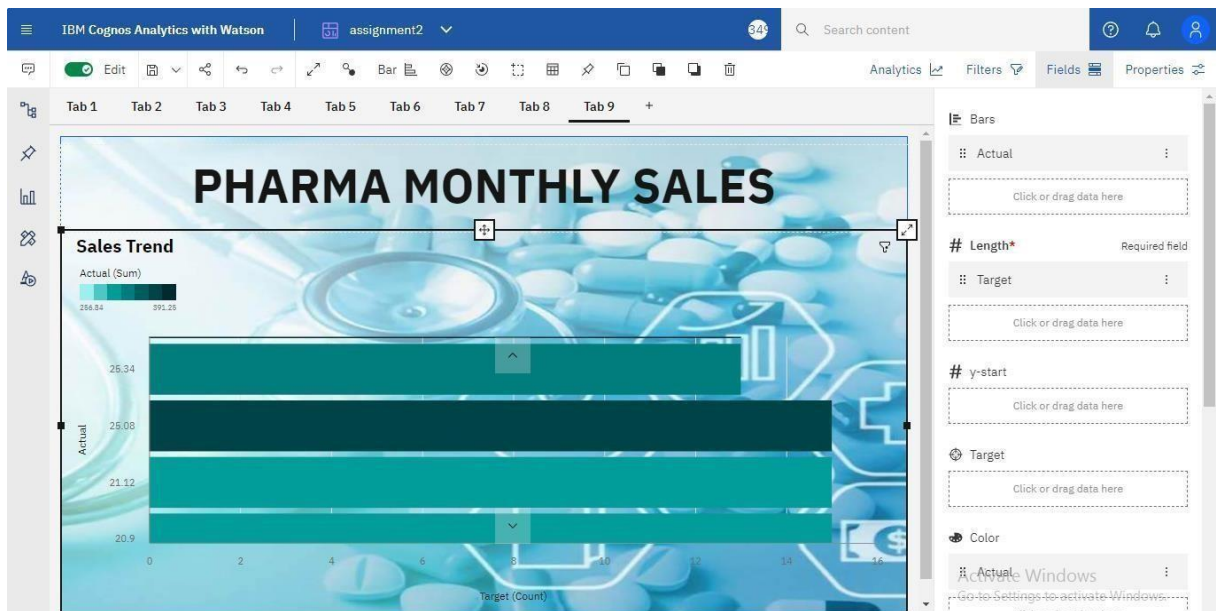 IBM Cognos Analytics with Watson
assignment2
349
Search content
Edit
Bar
Analytics
Filters
Fields
Properties
Tab 1 Tab 2 Tab 3 Tab 4 Tab 5 Tab 6 Tab 7 Tab 8 Tab 9 +
PHARMA MONTHLY SALES
Sales Trend
Actual (Sum)
256.84 391.25
25.34
25.08
21.12
20.9
Actual
0 2 4 6 8 10 12 14 16
Target (Count)
Bars
Actual
Click or drag data here
# Length* Required field
Target
Click or drag data here
# y-start
Click or drag data here
Target
Click or drag data here
Color
Actual
Activate Windows
Go to Settings to activate Windows.